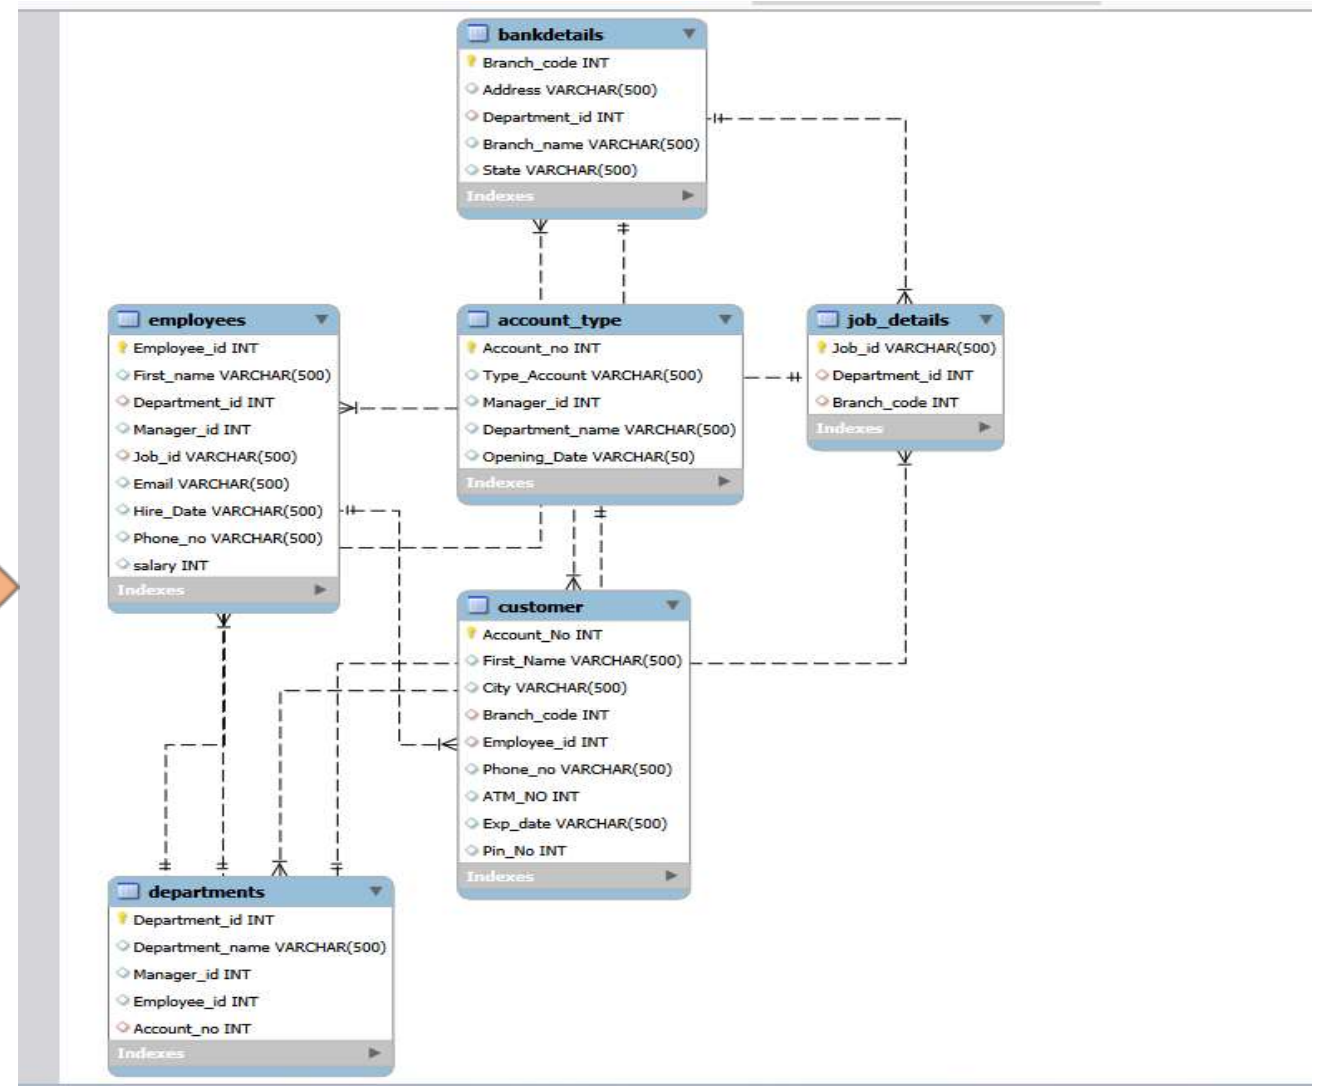 bankdetails
Branch_code INT
Address VARCHAR(500)
Department_id INT
Branch_name VARCHAR(500)
State VARCHAR(500)
Indexes
employees
Employee_id INT
First_name VARCHAR(500)
Department_id INT
Manager_id INT
Job_id VARCHAR(500)
Email VARCHAR(500)
Hire_Date VARCHAR(500)
Phone_no VARCHAR(500)
salary INT
Indexes
account_type
Account_no INT
Type_Account VARCHAR(500)
Manager_id INT
Department_name VARCHAR(500)
Opening_Date VARCHAR(50)
Indexes
job_details
Job_id VARCHAR(500)
Department_id INT
Branch_code INT
Indexes
customer
Account_No INT
First_Name VARCHAR(500)
City VARCHAR(500)
Branch_code INT
Employee_id INT
Phone_no VARCHAR(500)
ATM_NO INT
Exp_date VARCHAR(500)
Pin_No INT
Indexes
departments
Department_id INT
Department_name VARCHAR(500)
Manager_id INT
Employee_id INT
Account_no INT
Indexes